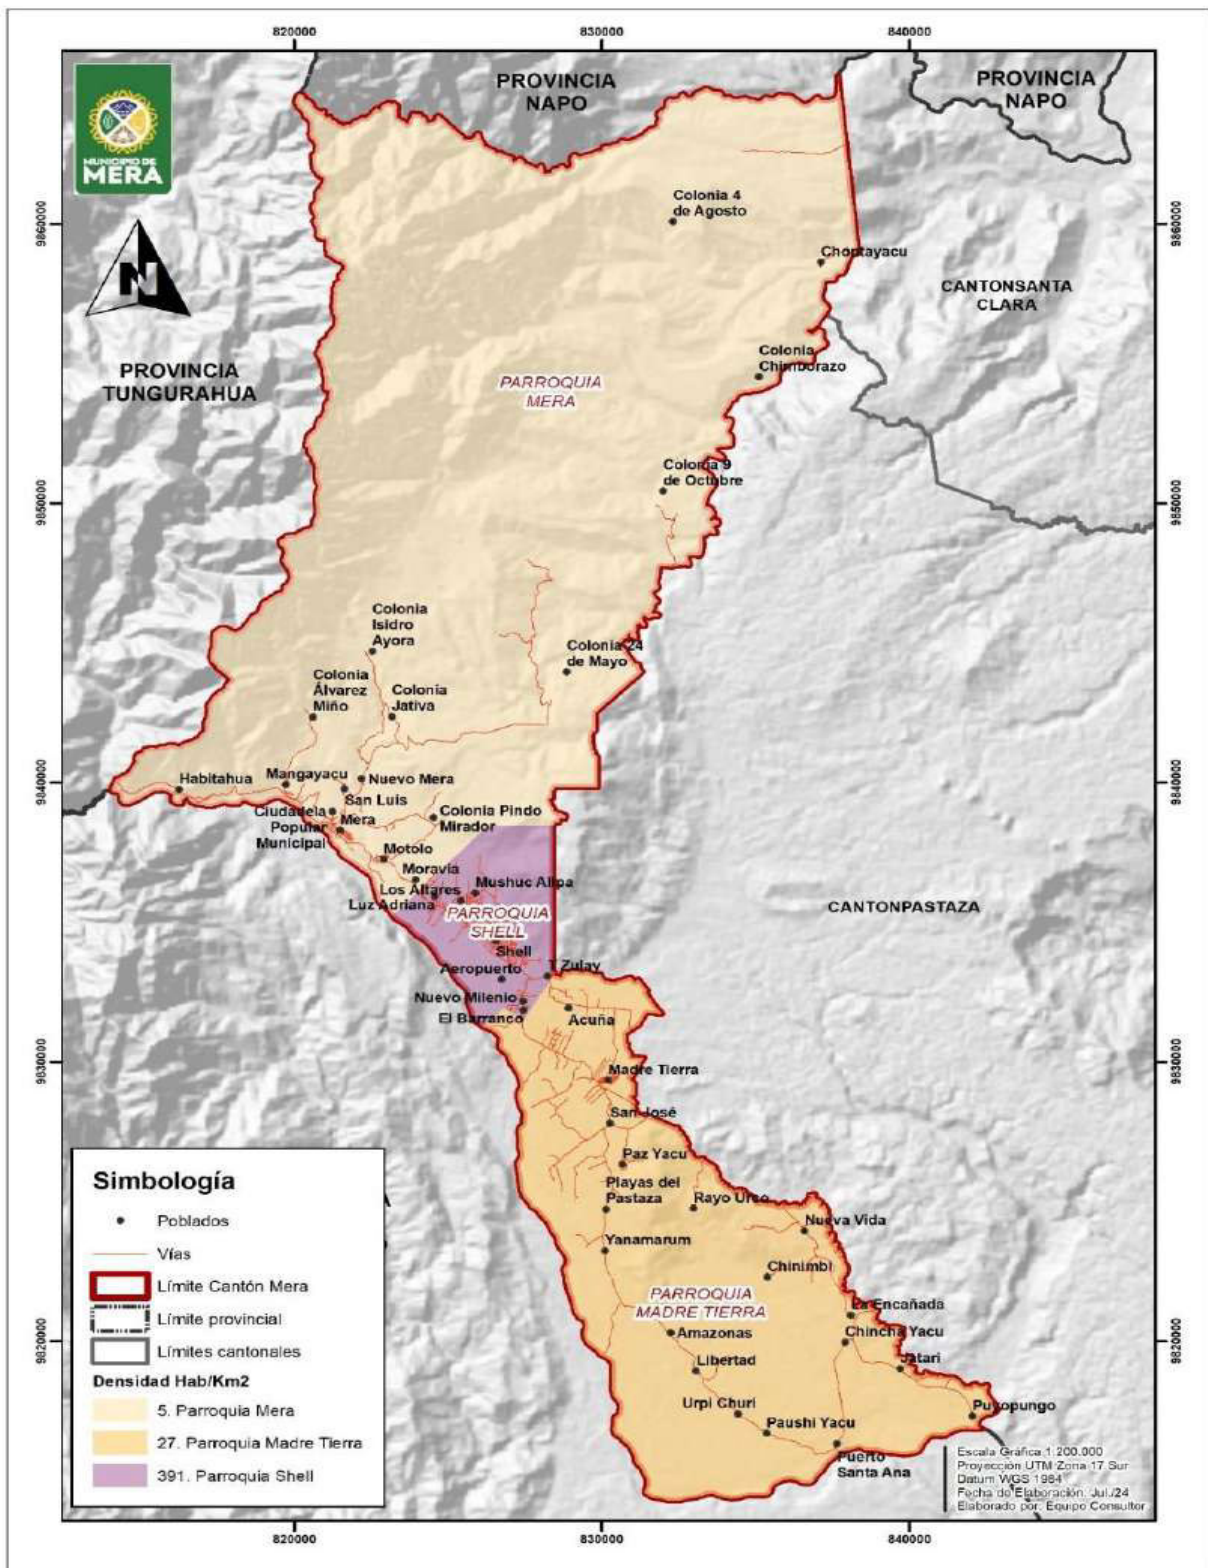 820000
830000
840000
PROVINCIA
NAPO
PROVINCIA
NAPO
MUNICIPIO DE
MERA
Colonia 4
de Agosto
9860000
9860000
N
Choptayacu
CANTONSANTA
CLARA
PROVINCIA
TUNGURAHUA
Colonia
Chimborazo
PARROQUIA
MERA
Colonia 9
de Octubre
9850000
9850000
Colonia
Isidro
Ayora
Colonia 24
de Mayo
Colonia
Álvarez
Miño
Colonia
Jativa
Habitahua
Mangayacu
Nuevo Mera
9840000
9840000
San Luis
Ciudadela
Popular
Municipal
Mera
Colonia Pindo
Mirador
Motolo
Moravia
Mushuc Allpa
Los Altares
Luz Adriana
PARROQUIA
SHELL
CANTONPASTAZA
Shell
Aeropuerto
T Zulay
Nuevo Milenio
El Barranco
Acuña
9830000
9830000
Madre Tierra
San José
Paz Yacu
Playas del
Pastaza
Rayo Urco
Nueva Vida
Yanamarum
Chinimbi
PARROQUIA
MADRE TIERRA
La Encañada
Amazonas
Chincha Yacu
9820000
9820000
Libertad
Jatari
Urpi Churi
Puyopungo
Paushi Yacu
Puerto
Santa Ana
Simbología
Poblados
Vías
Límite Cantón Mera
Límite provincial
Límites cantonales
Densidad Hab/Km2
5. Parroquia Mera
27. Parroquia Madre Tierra
391. Parroquia Shell
A
Escala Gráfica 1:200.000
Proyección UTM Zona 17 Sur
Datum WGS 1984
Fecha de Elaboración: Jul./24
Elaborado por: Equipo Consultor
820000
830000
840000